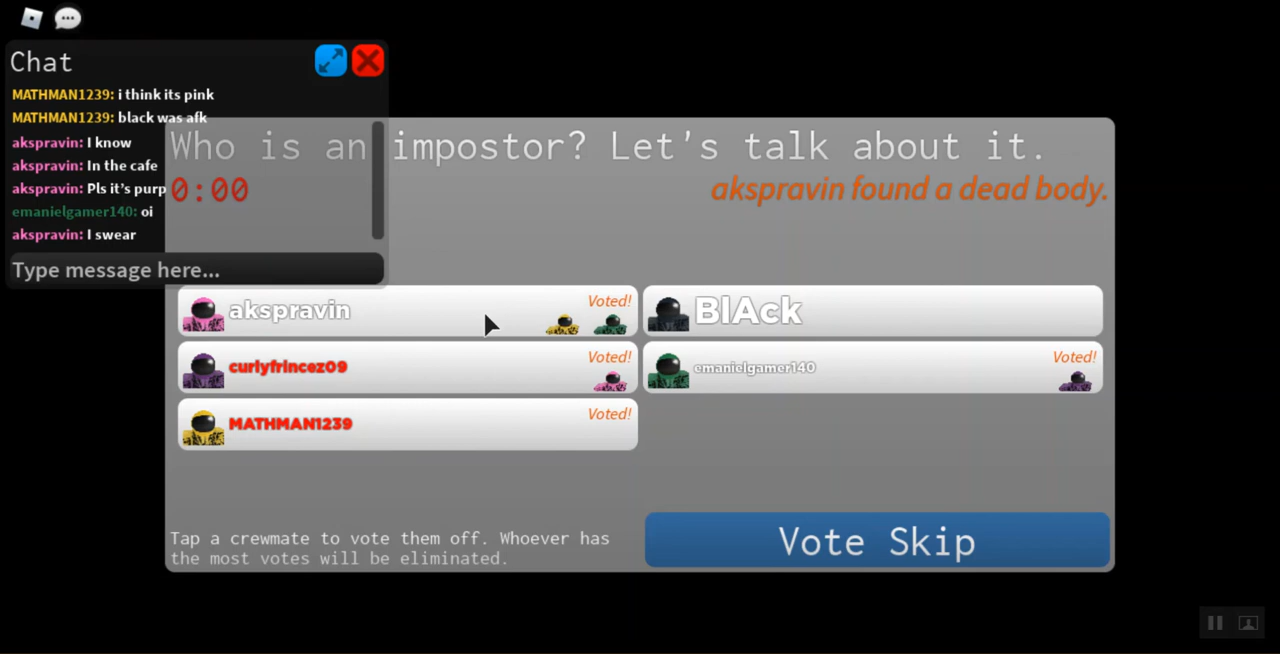 Chat
MATHMAN1239: i think its pink
MATHMAN1239: black was afk
akspravin: I know
akspravin: In the cafe
akspravin: Pls it's purp
emanielgamer140: oi
akspravin: I swear
Type message here...
Who is an impostor? Let's talk about it.
0:00
akspravin found a dead body.
akspravin
Voted!
BlAck
curlyfrincez09
Voted!
emanielgamer140
Voted!
MATHMAN1239
Voted!
Tap a crewmate to vote them off. Whoever has
the most votes will be eliminated.
Vote Skip